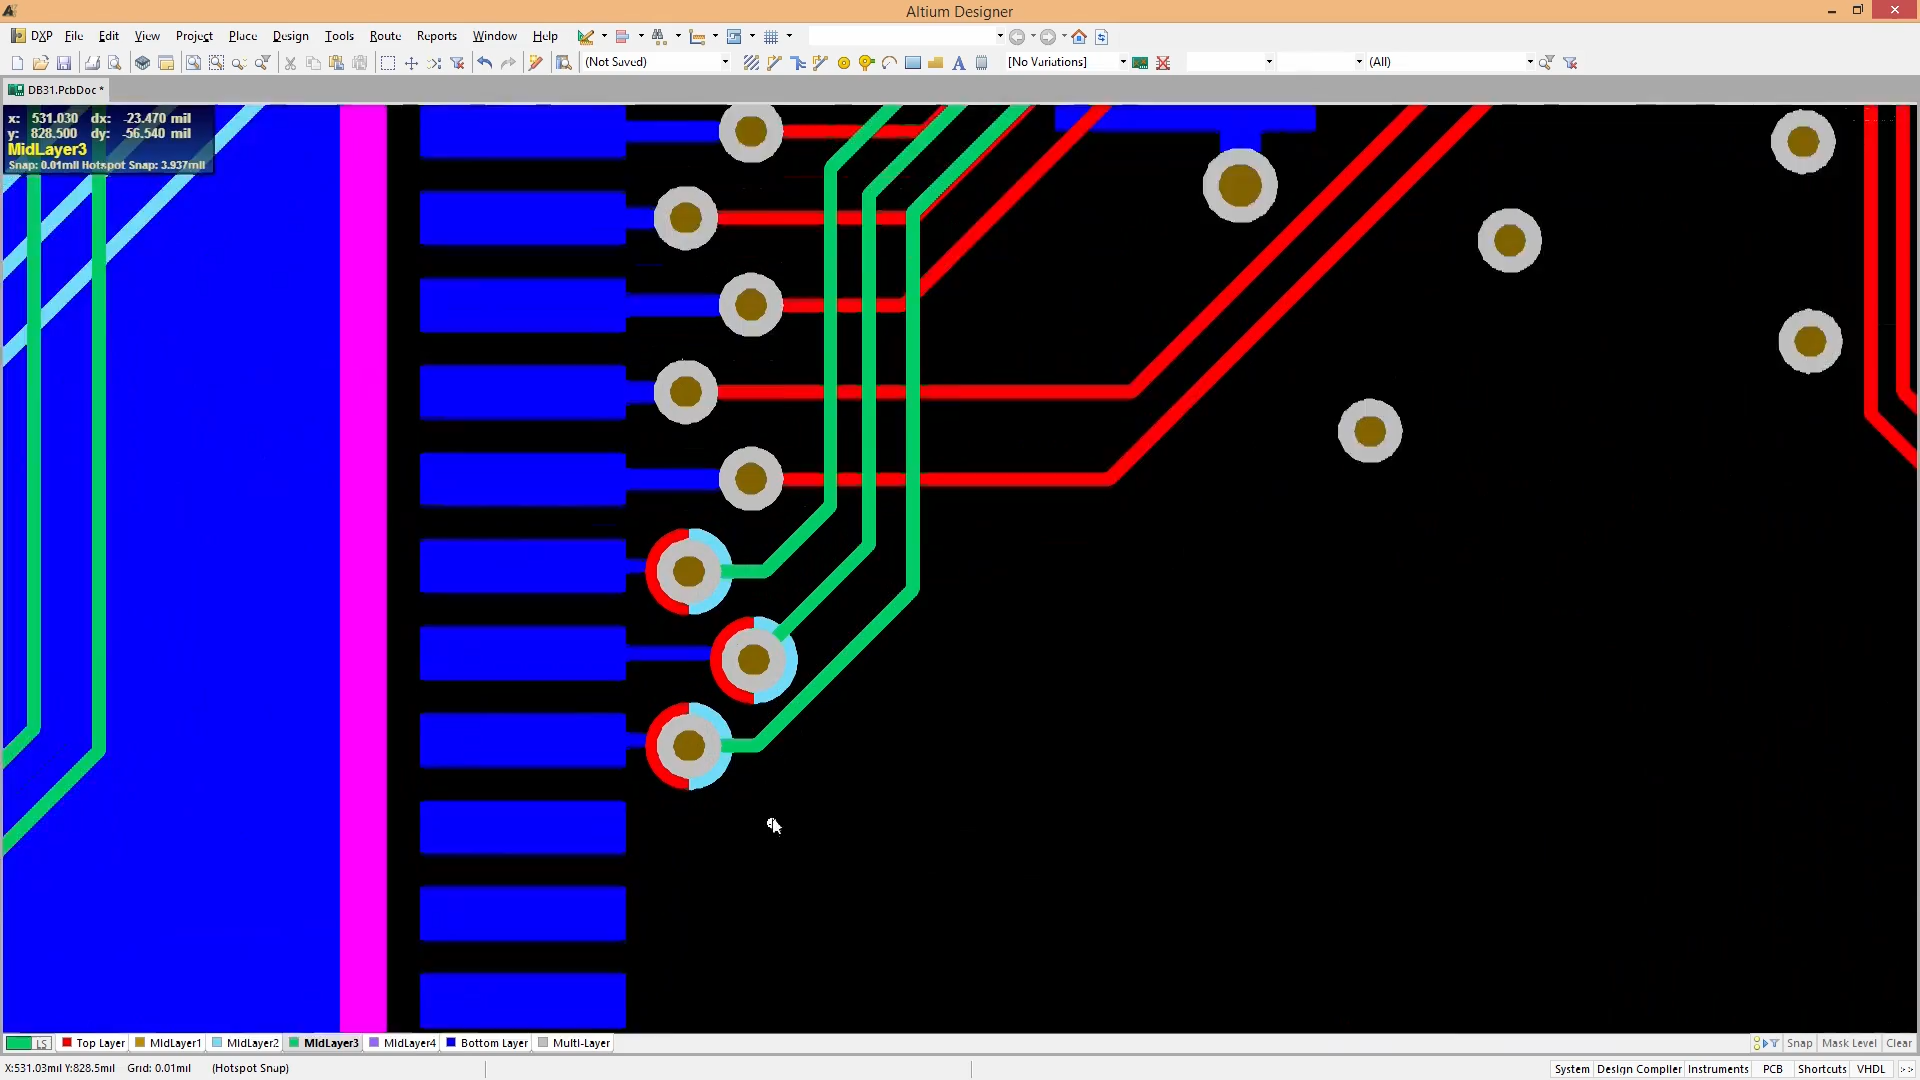 Altium Designer
DXP File Edit View Project Place Design Tools Route Reports Window Help
(Not Saved) [No Variations] (All)
DB31.PcbDoc *
x: 531.030 dx: -23.470 mil
y: 828.500 dy: -56.540 mil
MidLayer3
Snap: 0.01mil Hotspot Snap: 3.937mil
LS Top Layer MidLayer1 MidLayer2 MidLayer3 MidLayer4 Bottom Layer Multi-Layer Snap Mask Level Clear
X:531.03mil Y:828.5mil Grid: 0.01mil (Hotspot Snap) System Design Compiler Instruments PCB Shortcuts VHDL >>